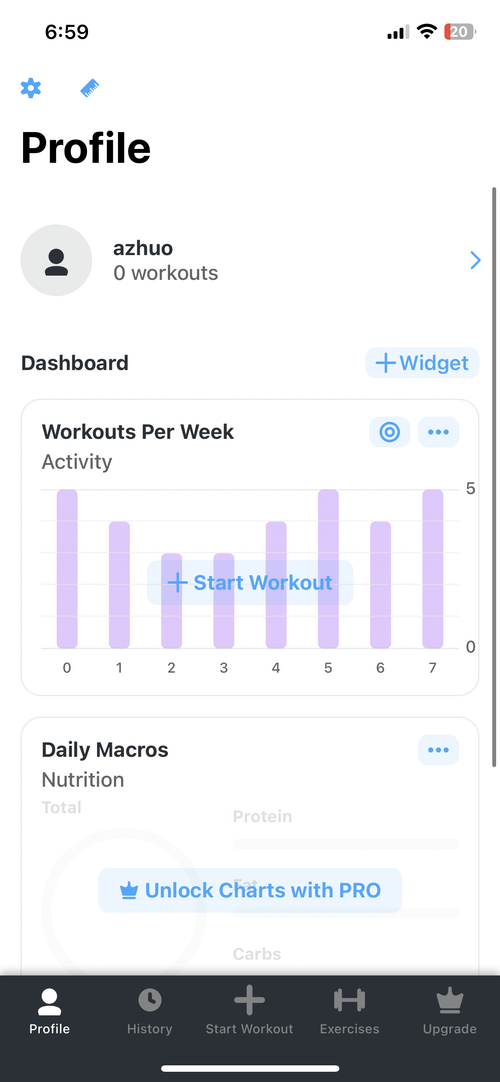 6:59
20
Profile
azhuo
0 workouts
Dashboard
+ Widget
Workouts Per Week
Activity
5
+ Start Workout
0
0 1 2 3 4 5 6 7
Daily Macros
Nutrition
Total
Protein
Fat
Unlock Charts with PRO
Carbs
Profile History Start Workout Exercises Upgrade